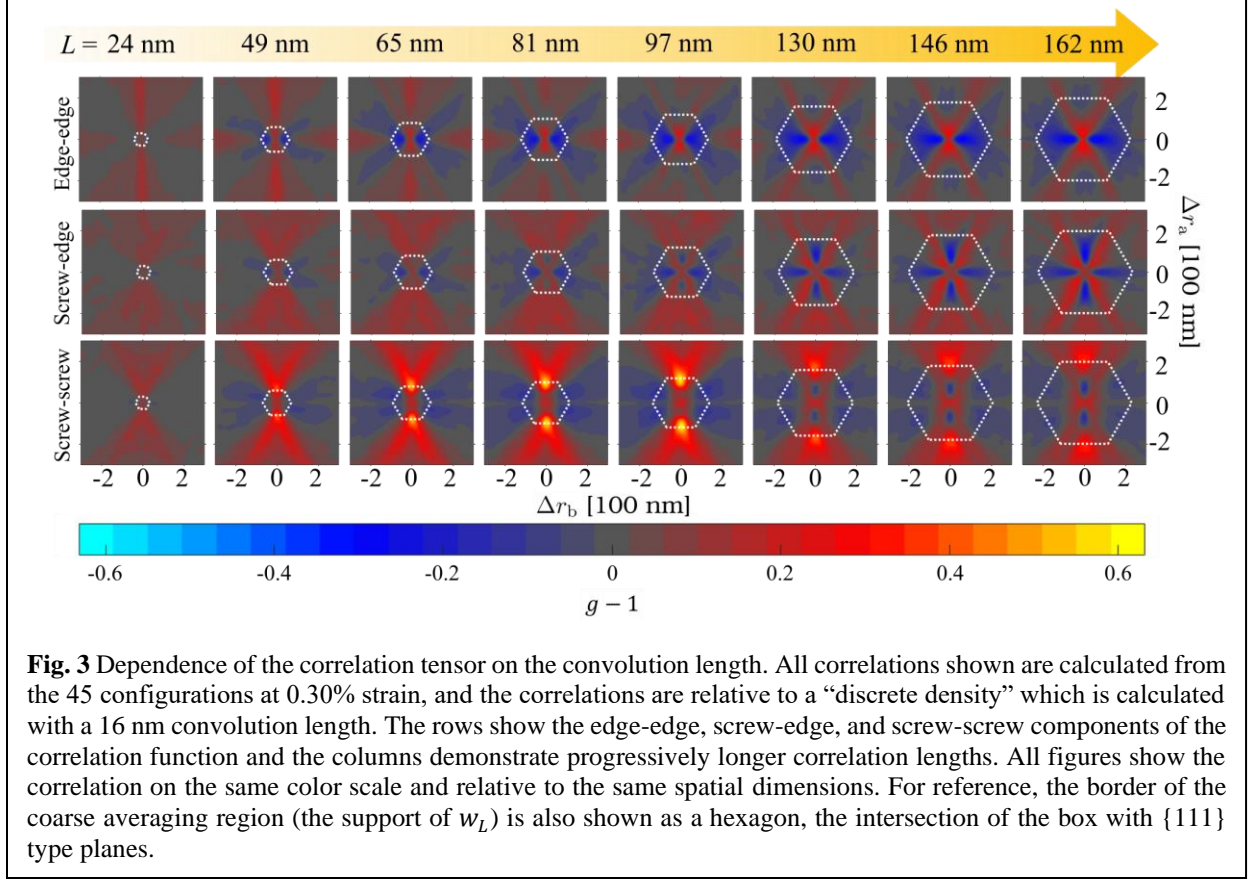 L = 24 nm 49 nm 65 nm 81 nm 97 nm 130 nm 146 nm 162 nm
Edge-edge
2
0
-2
Screw-edge
2
0
-2
Δr_a [100 nm]
Screw-screw
2
0
-2
-2 0 2 -2 0 2 -2 0 2 -2 0 2 -2 0 2 -2 0 2 -2 0 2 -2 0 2
Δr_b [100 nm]
-0.6 -0.4 -0.2 0 0.2 0.4 0.6
g − 1
Fig. 3 Dependence of the correlation tensor on the convolution length. All correlations shown are calculated from
the 45 configurations at 0.30% strain, and the correlations are relative to a “discrete density” which is calculated
with a 16 nm convolution length. The rows show the edge-edge, screw-edge, and screw-screw components of the
correlation function and the columns demonstrate progressively longer correlation lengths. All figures show the
correlation on the same color scale and relative to the same spatial dimensions. For reference, the border of the
coarse averaging region (the support of w_L) is also shown as a hexagon, the intersection of the box with {111}
type planes.